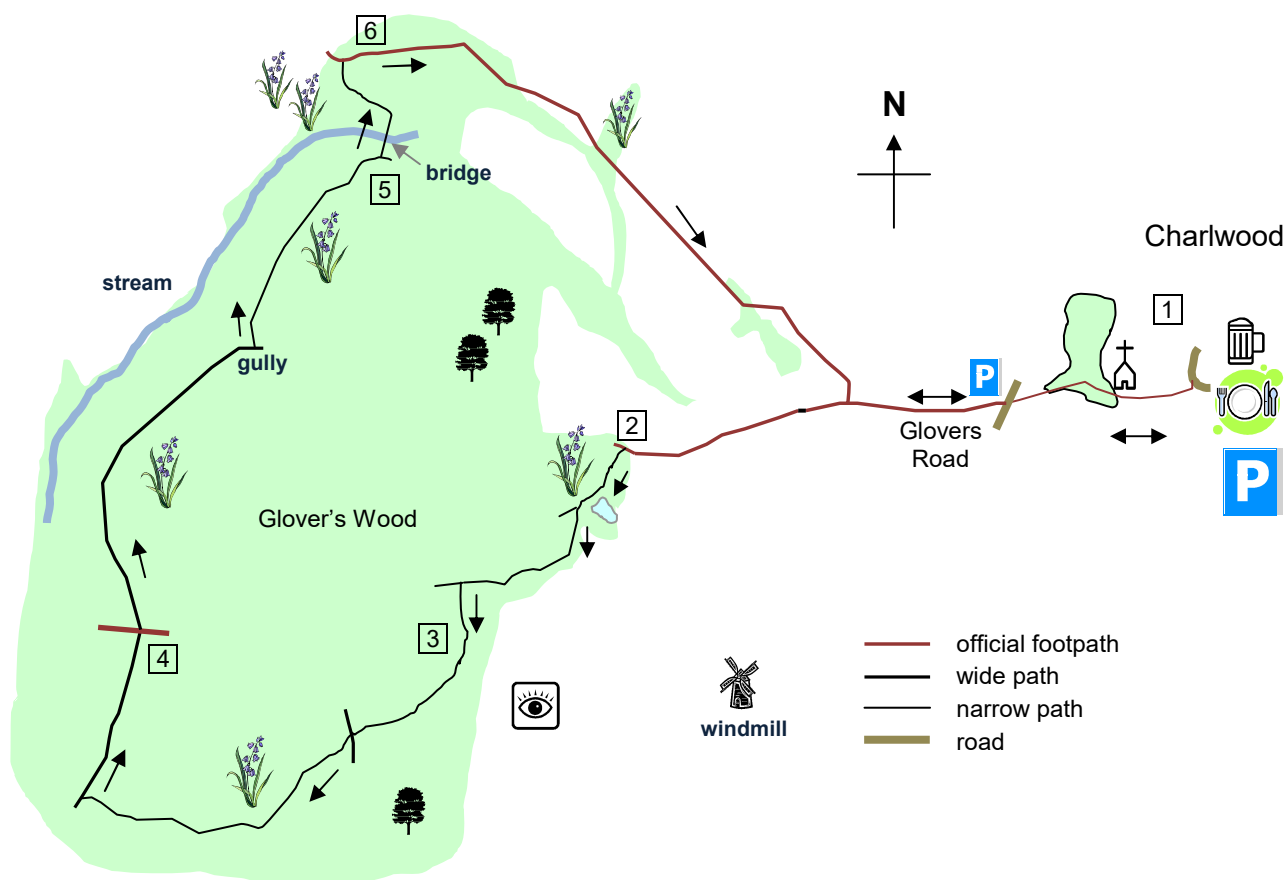 6
N
bridge
5
Charlwood
stream
1
gully
P
2
Glovers
Road
P
Glover's Wood
3
4
official footpath
wide path
narrow path
road
windmill